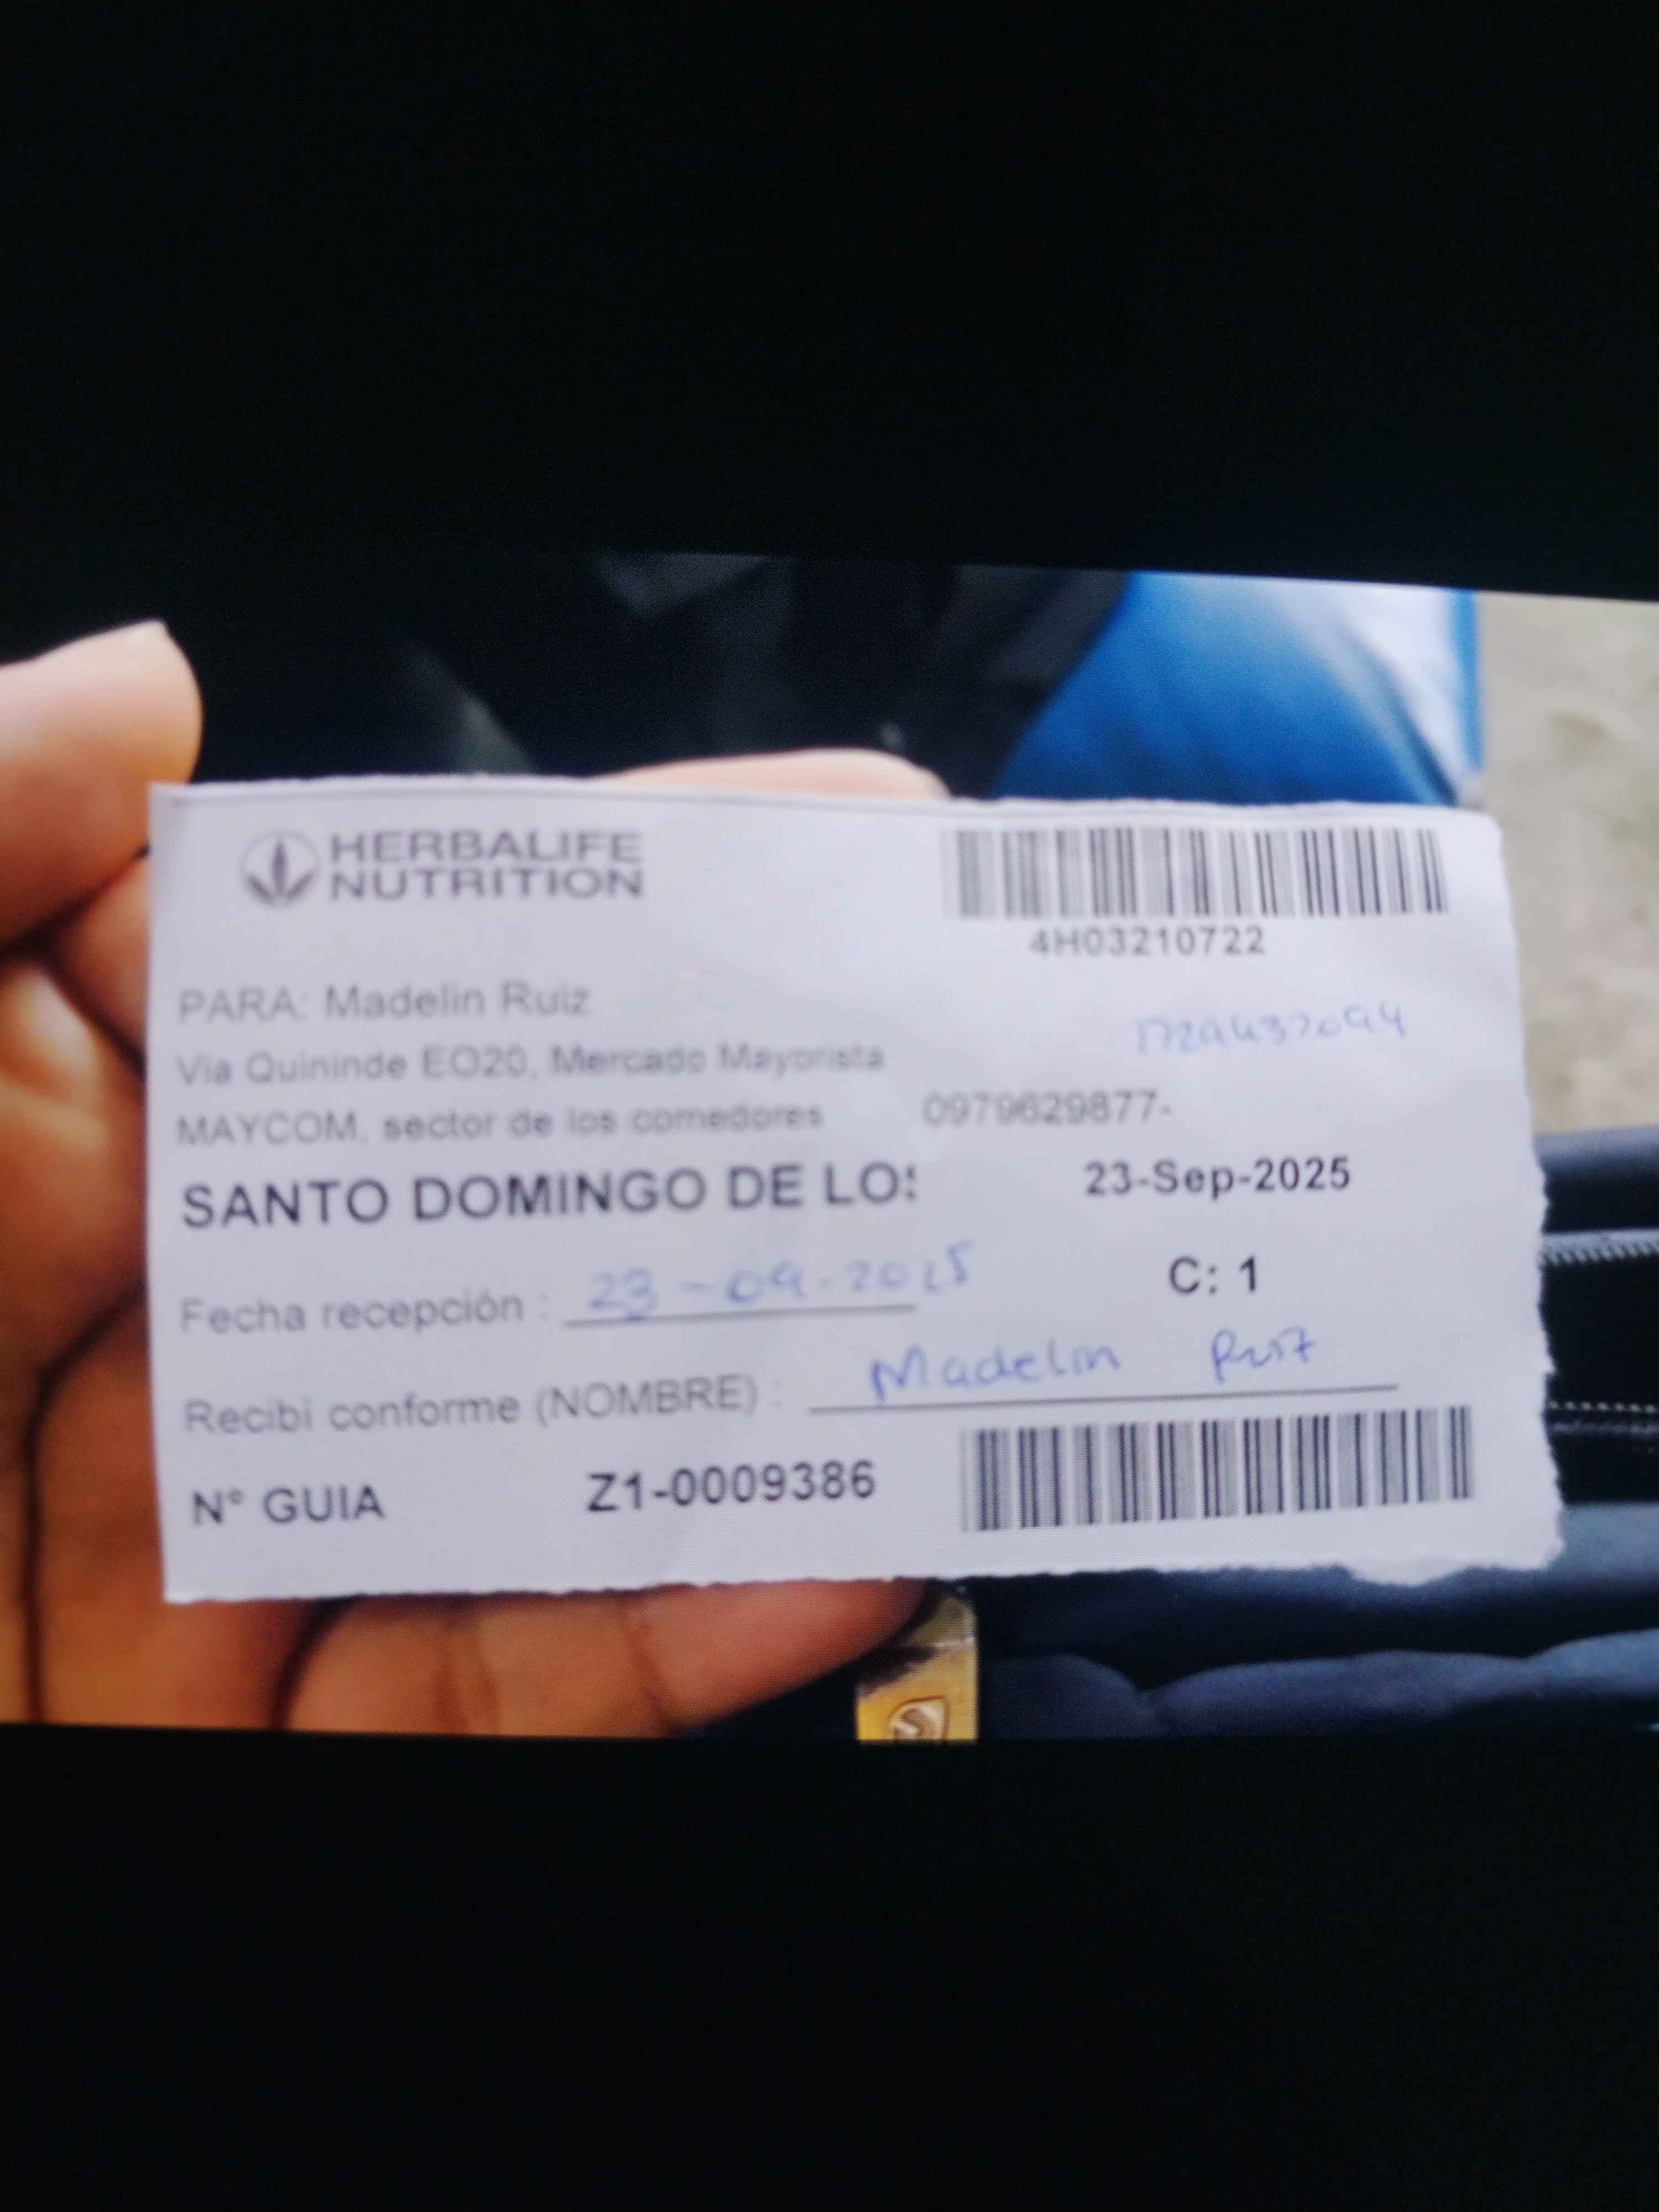 HERBALIFE
NUTRITION
4H03210722
PARA: Madelin Ruiz
Via Quininde EO20, Mercado Mayorista
MAYCOM, sector de los comedores 0979629877-
SANTO DOMINGO DE LO
23-Sep-2025
Fecha recepción : 23-09-2025
C: 1
Recibi conforme (NOMBRE) : Madelin Ruiz
N° GUIA Z1-0009386